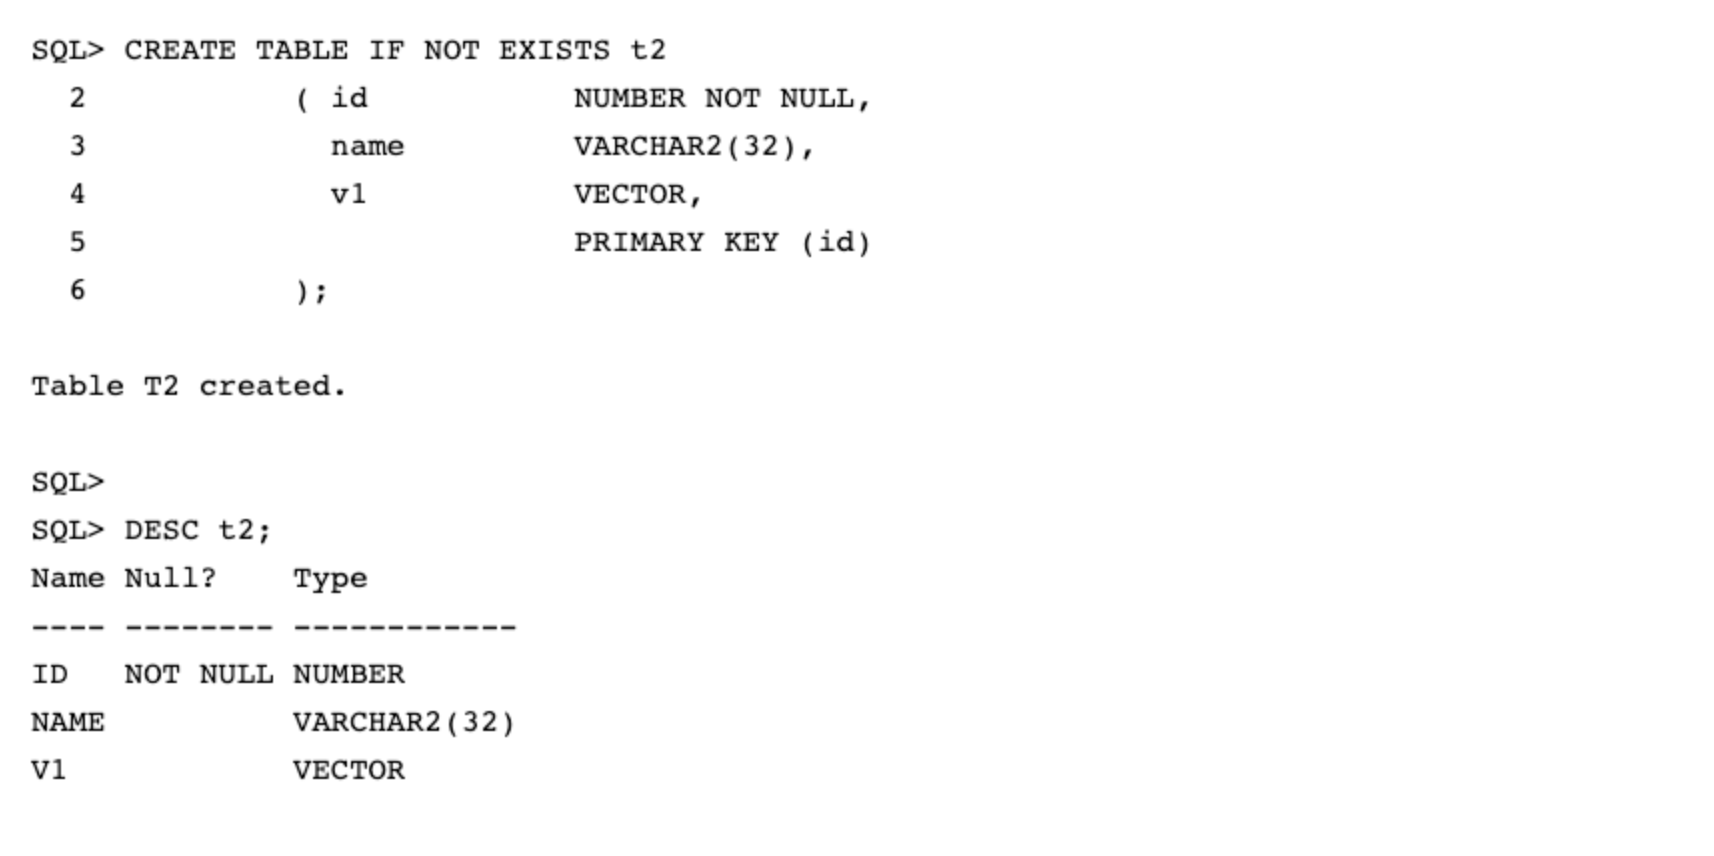 SQL> CREATE TABLE IF NOT EXISTS t2
  2           ( id           NUMBER NOT NULL,
  3             name         VARCHAR2(32),
  4             v1           VECTOR,
  5                          PRIMARY KEY (id)
  6           );
Table T2 created.
SQL>
SQL> DESC t2;
Name Null?    Type
---- -------- ------------
ID   NOT NULL NUMBER
NAME          VARCHAR2(32)
V1            VECTOR